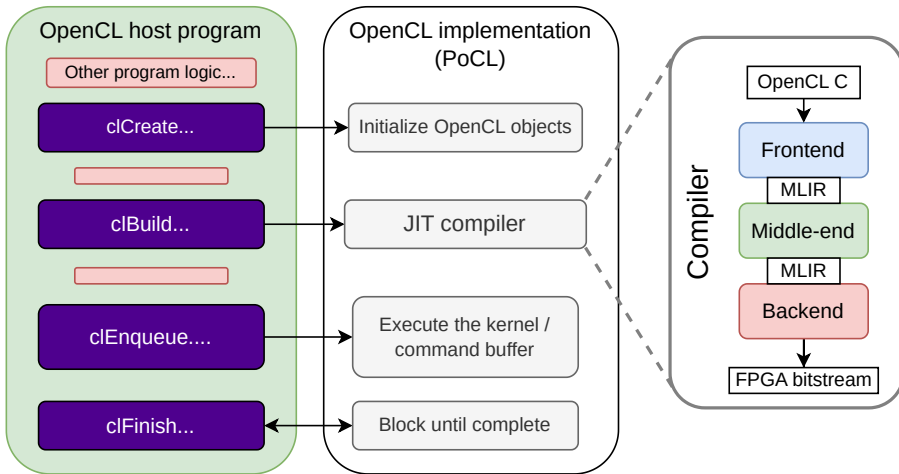 OpenCL host program
Other program logic...
clCreate...
clBuild...
clEnqueue....
clFinish...
OpenCL implementation
(PoCL)
Initialize OpenCL objects
JIT compiler
Execute the kernel /
command buffer
Block until complete
Compiler
OpenCL C
Frontend
MLIR
Middle-end
MLIR
Backend
FPGA bitstream